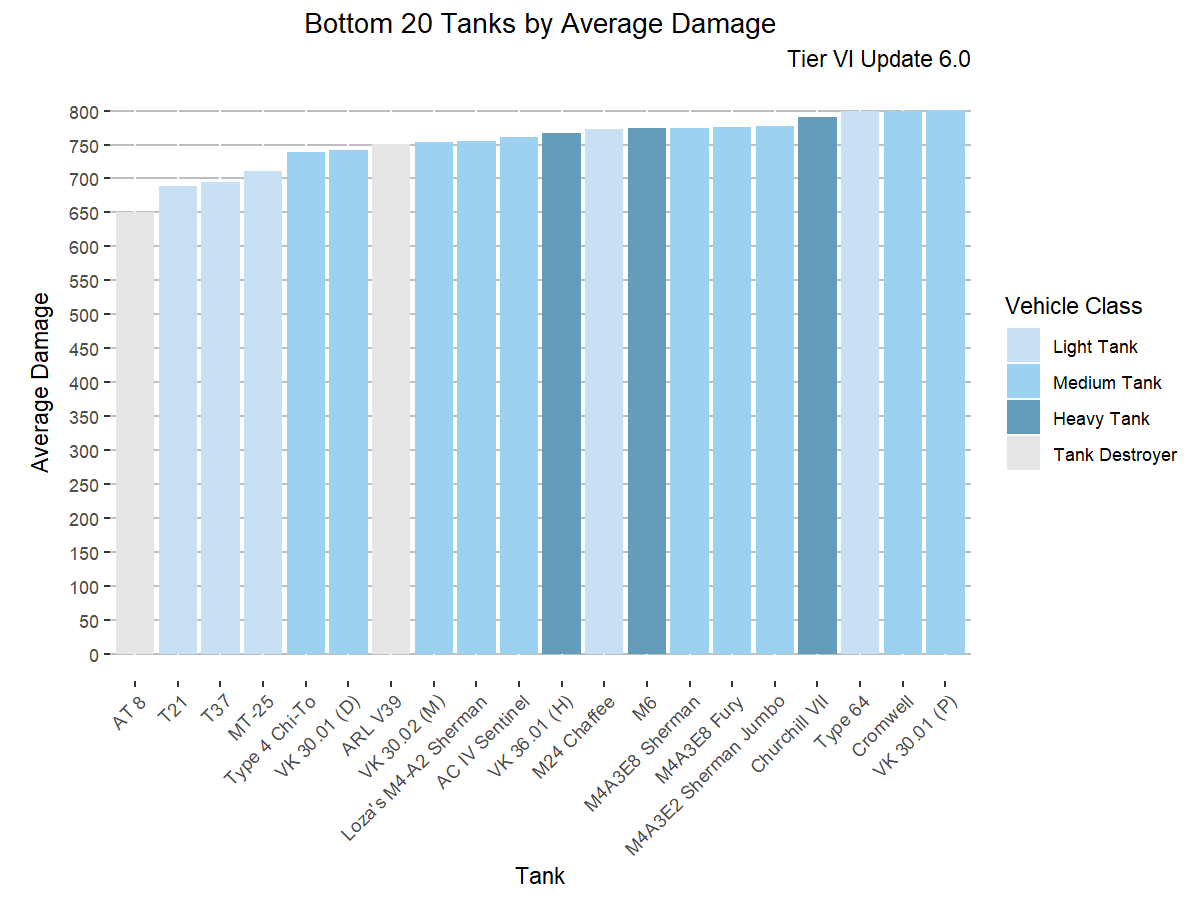 Bottom 20 Tanks by Average Damage
Tier VI Update 6.0
Average Damage
800
750
700
650
600
550
500
450
400
350
300
250
200
150
100
50
0
AT 8
T21
T37
MT-25
Type 4 Chi-To
VK 30.01 (D)
ARL V39
VK 30.02 (M)
Loza's M4-A2 Sherman
AC IV Sentinel
VK 36.01 (H)
M24 Chaffee
M6
M4A3E8 Sherman
M4A3E8 Fury
M4A3E2 Sherman Jumbo
Churchill VII
Type 64
Cromwell
VK 30.01 (P)
Tank
Vehicle Class
Light Tank
Medium Tank
Heavy Tank
Tank Destroyer